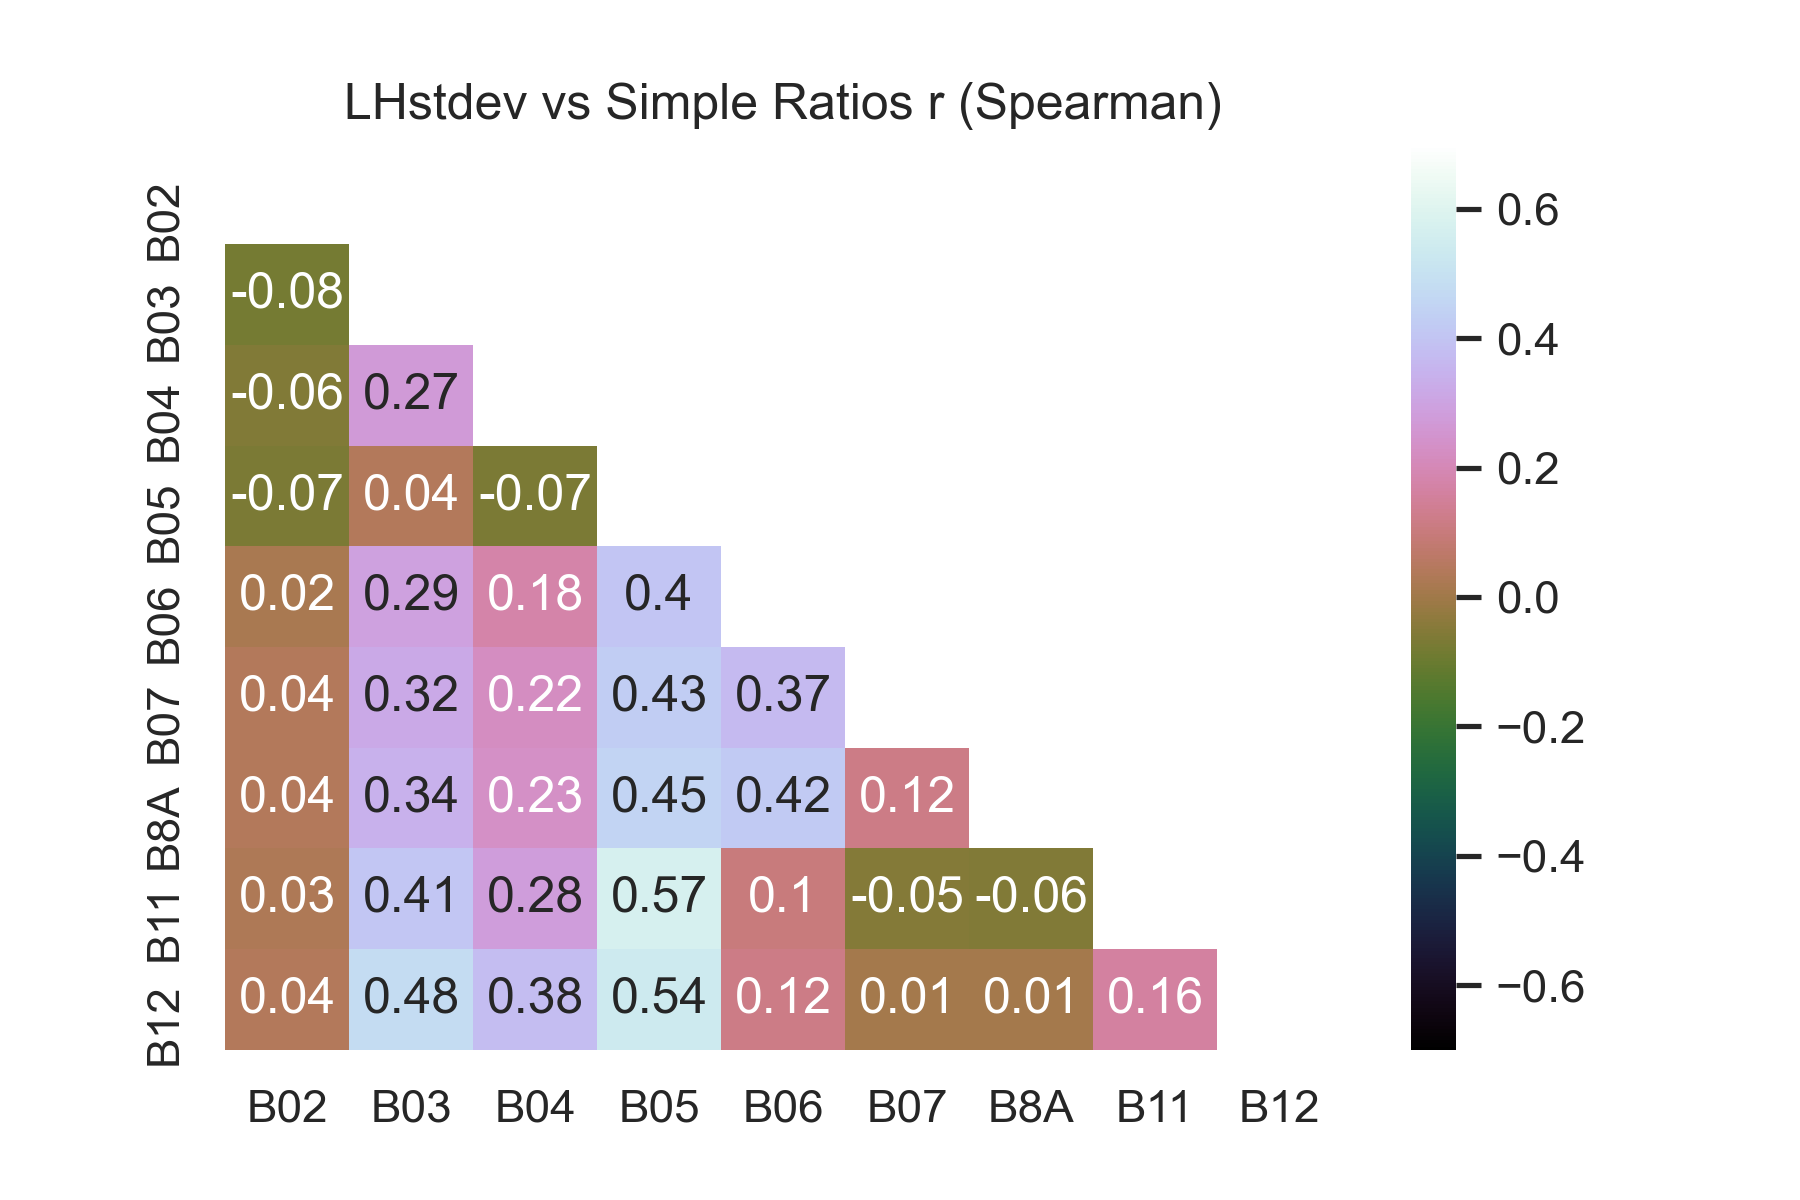 LHstdev vs Simple Ratios r (Spearman)
B02
B03 -0.08
B04 -0.06 0.27
B05 -0.07 0.04 -0.07
B06 0.02 0.29 0.18 0.4
B07 0.04 0.32 0.22 0.43 0.37
B8A 0.04 0.34 0.23 0.45 0.42 0.12
B11 0.03 0.41 0.28 0.57 0.1 -0.05 -0.06
B12 0.04 0.48 0.38 0.54 0.12 0.01 0.01 0.16
B02 B03 B04 B05 B06 B07 B8A B11 B12
0.6
0.4
0.2
0.0
−0.2
−0.4
−0.6